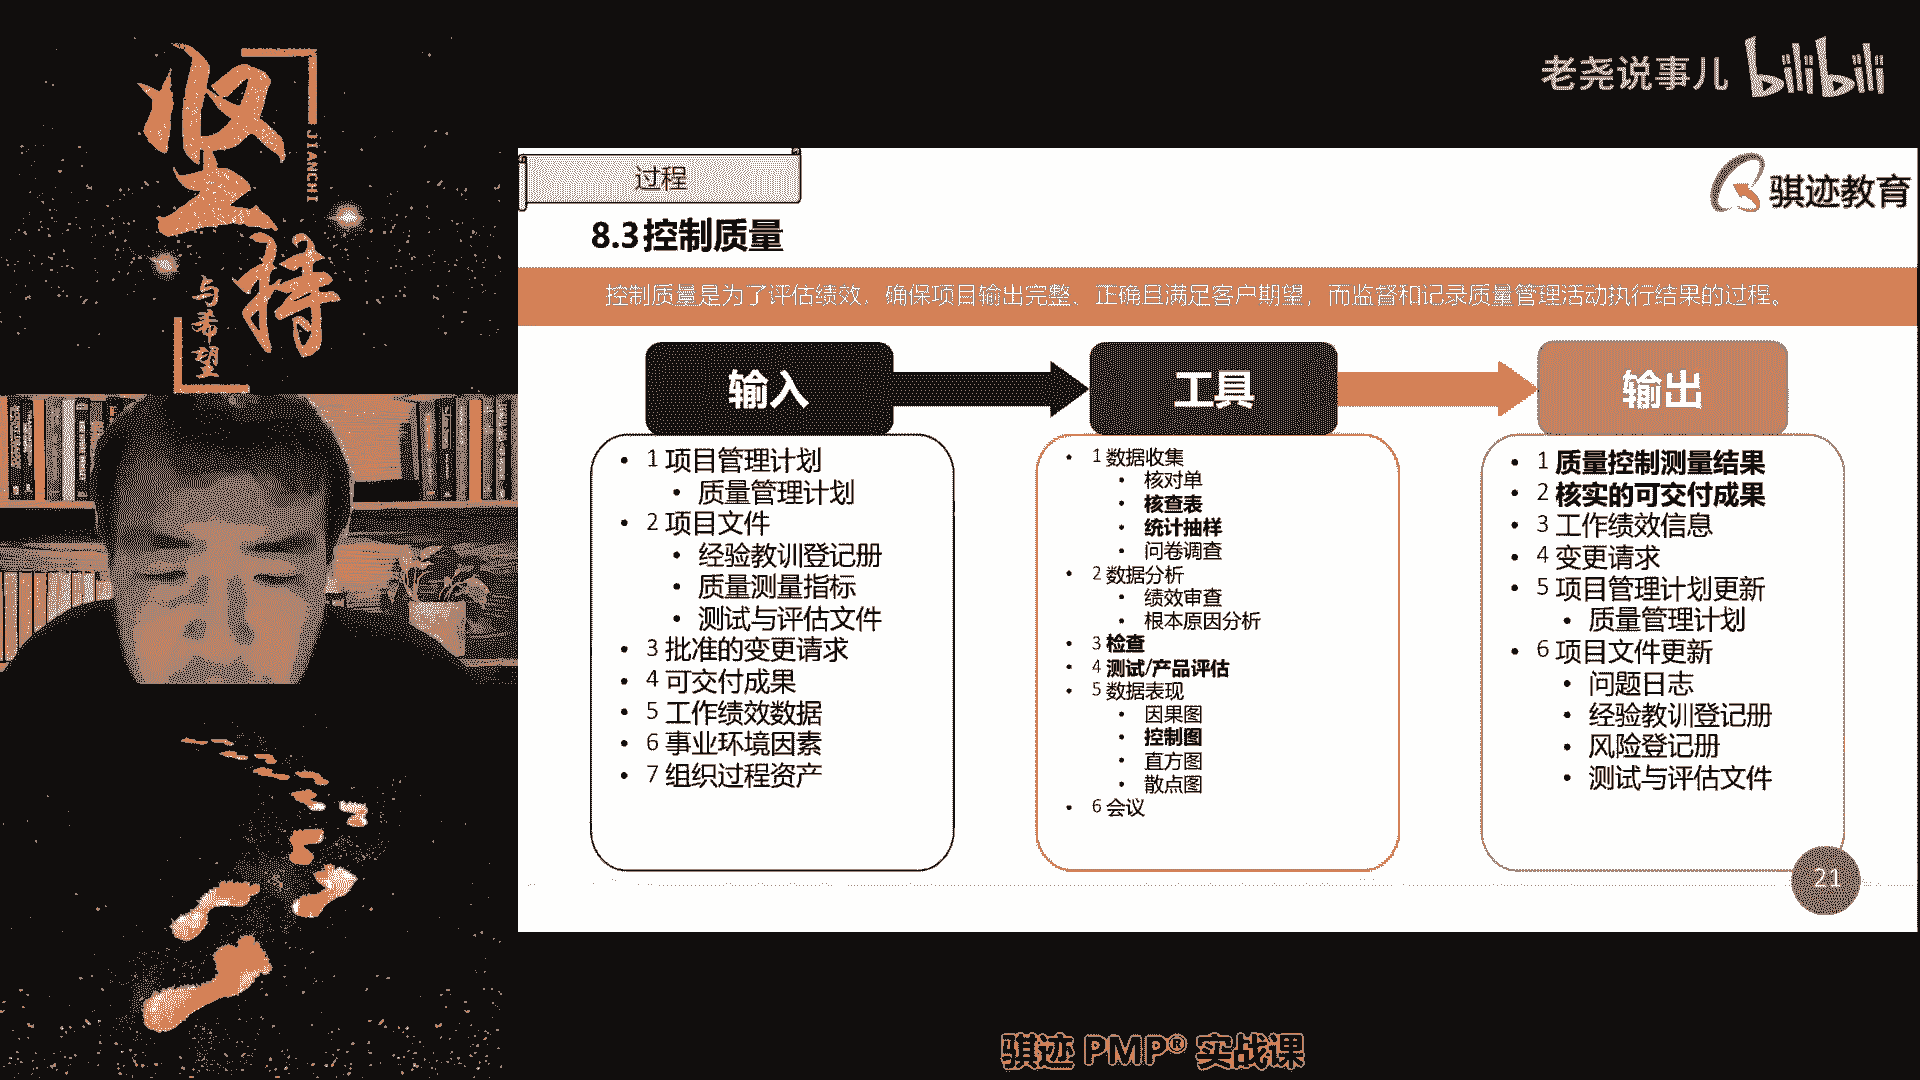 坚持
JIANCHI
与希望
老尧说事儿 bilibili
过程
骐迹教育
8.3控制质量
控制质量是为了评估绩效、确保项目输出完整、正确且满足客户期望，而监督和记录质量管理活动执行结果的过程。
输入
• 1 项目管理计划
• 质量管理计划
• 2 项目文件
• 经验教训登记册
• 质量测量指标
• 测试与评估文件
• 3 批准的变更请求
• 4 可交付成果
• 5 工作绩效数据
• 6 事业环境因素
• 7 组织过程资产
工具
• 1 数据收集
• 核对单
• 核查表
• 统计抽样
• 问卷调查
• 2 数据分析
• 绩效审查
• 根本原因分析
• 3 检查
• 4 测试/产品评估
• 5 数据表现
• 因果图
• 控制图
• 直方图
• 散点图
• 6 会议
输出
• 1 质量控制测量结果
• 2 核实的可交付成果
• 3 工作绩效信息
• 4 变更请求
• 5 项目管理计划更新
• 质量管理计划
• 6 项目文件更新
• 问题日志
• 经验教训登记册
• 风险登记册
• 测试与评估文件
21
骐迹 PMP® 实战课